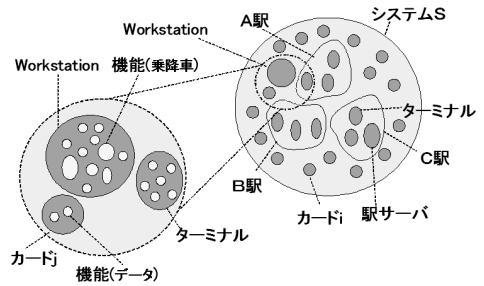 A駅
システムS
Workstation
Workstation
機能(乗降車)
ターミナル
C駅
B駅
カードi
駅サーバ
ターミナル
カードj
機能(データ)